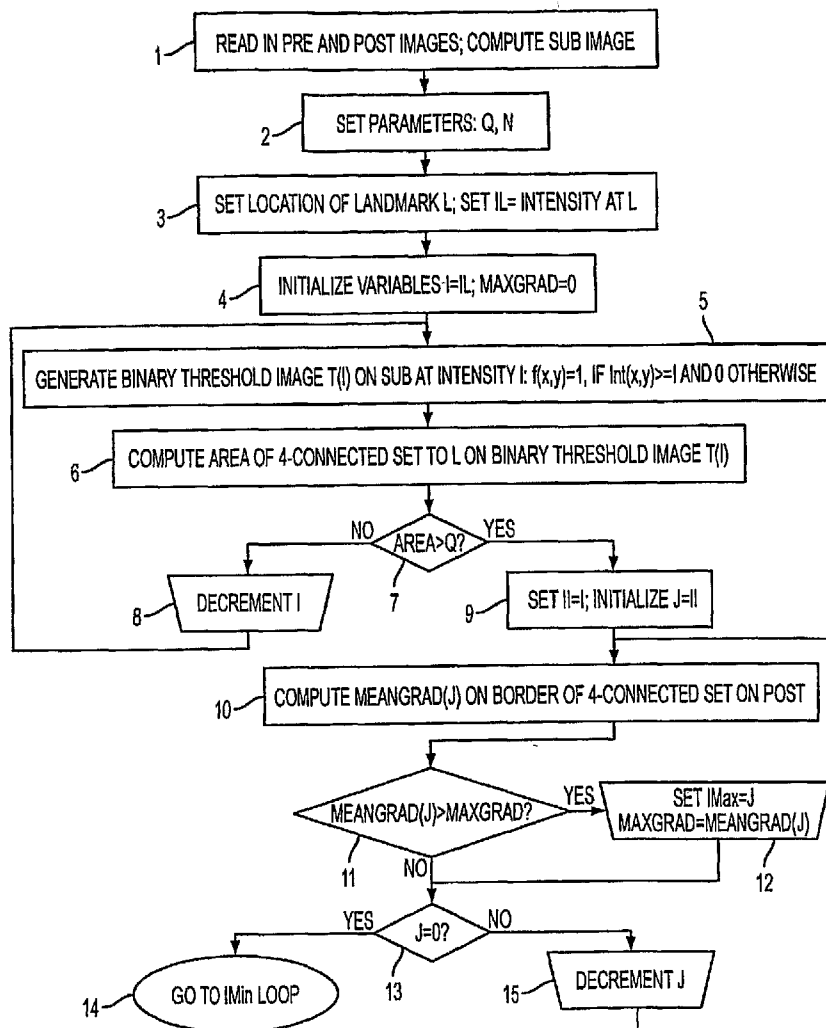 1
READ IN PRE AND POST IMAGES; COMPUTE SUB IMAGE
2
SET PARAMETERS: Q, N
3
SET LOCATION OF LANDMARK L; SET IL= INTENSITY AT L
4
INITIALIZE VARIABLES I=IL; MAXGRAD=0
5
GENERATE BINARY THRESHOLD IMAGE T(I) ON SUB AT INTENSITY I: f(x,y)=1, IF Int(x,y)>=I AND 0 OTHERWISE
6
COMPUTE AREA OF 4-CONNECTED SET TO L ON BINARY THRESHOLD IMAGE T(I)
NO
AREA>Q?
YES
7
8
DECREMENT I
9
SET II=I; INITIALIZE J=II
10
COMPUTE MEANGRAD(J) ON BORDER OF 4-CONNECTED SET ON POST
MEANGRAD(J)>MAXGRAD?
YES
SET IMax=J
MAXGRAD=MEANGRAD(J)
11
NO
12
YES
J=0?
NO
13
14
GO TO IMin LOOP
15
DECREMENT J